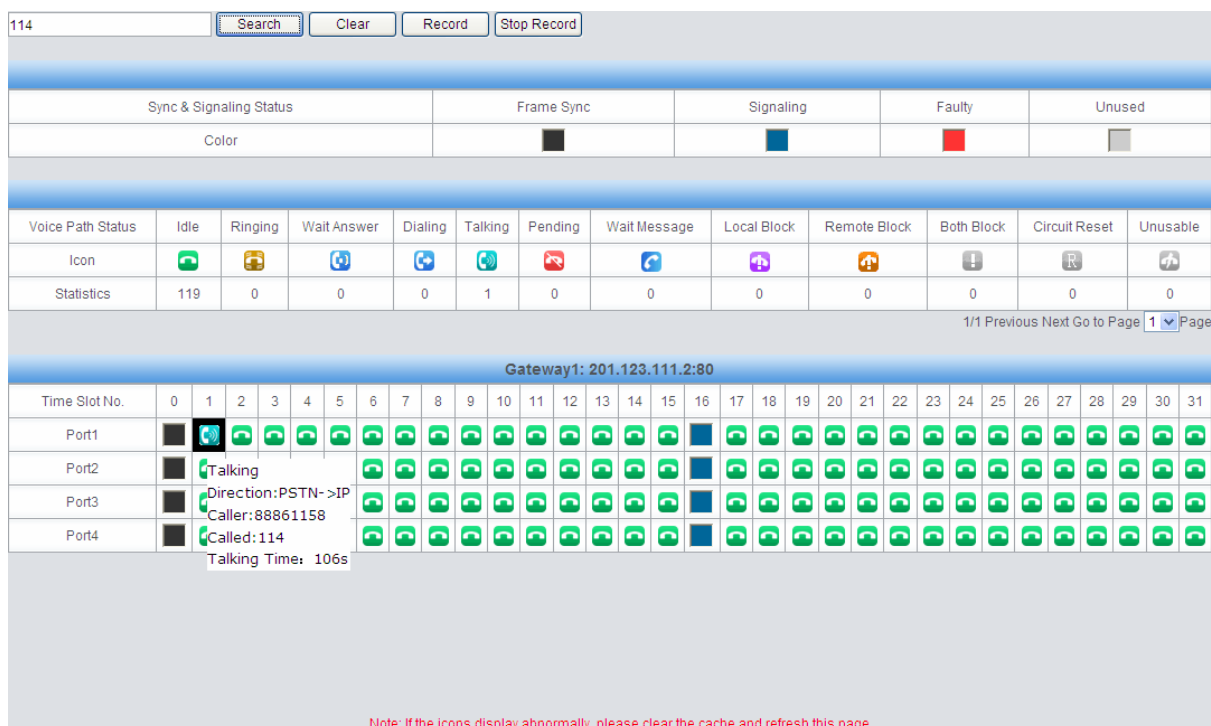 114 Search Clear Record Stop Record
Sync & Signaling Status Frame Sync Signaling Faulty Unused
Color
Voice Path Status Idle Ringing Wait Answer Dialing Talking Pending Wait Message Local Block Remote Block Both Block Circuit Reset Unusable
Icon R
Statistics 119 0 0 0 1 0 0 0 0 0 0 0
1/1 Previous Next Go to Page 1 Page
Gateway1: 201.123.111.2:80
Time Slot No. 0 1 2 3 4 5 6 7 8 9 10 11 12 13 14 15 16 17 18 19 20 21 22 23 24 25 26 27 28 29 30 31
Port1
Port2
Port3
Port4
Talking
Direction:PSTN->IP
Caller:88861158
Called:114
Talking Time: 106s
Note: If the icons display abnormally, please clear the cache and refresh this page